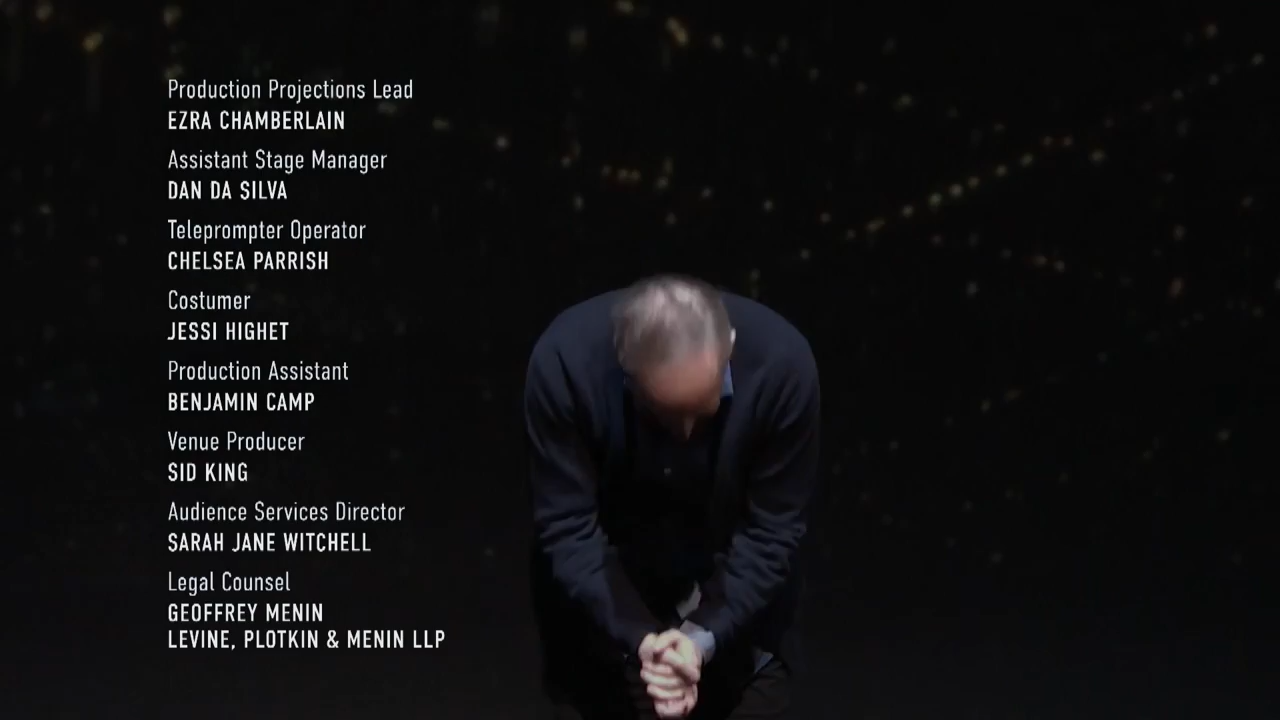 Production Projections Lead
EZRA CHAMBERLAIN
Assistant Stage Manager
DAN DA SILVA
Teleprompter Operator
CHELSEA PARRISH
Costumer
JESSI HIGHET
Production Assistant
BENJAMIN CAMP
Venue Producer
SID KING
Audience Services Director
SARAH JANE WITCHELL
Legal Counsel
GEOFFREY MENIN
LEVINE, PLOTKIN & MENIN LLP